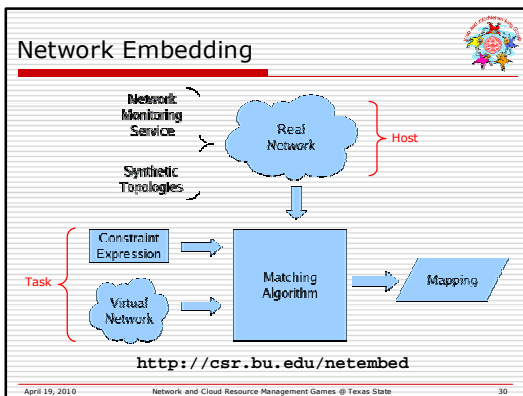 Network Embedding
Network
Monitoring
Service
Synthetic
Topologies
Real
Network
Host
Task
Constraint
Expression
Virtual
Network
Matching
Algorithm
Mapping
http://csr.bu.edu/netembed
April 19, 2010
Network and Cloud Resource Management Games @ Texas State
30